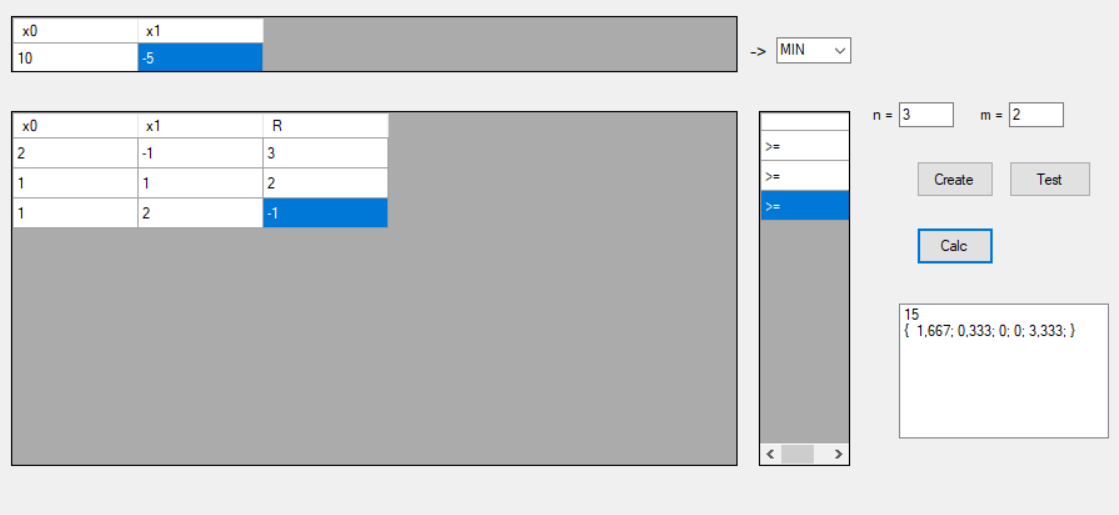 x0 x1
10 -5
-> MIN
x0 x1 R
2 -1 3
1 1 2
1 2 -1
>=
>=
>=
n = 3 m = 2
Create Test
Calc
15
{ 1,667; 0,333; 0; 0; 3,333; }